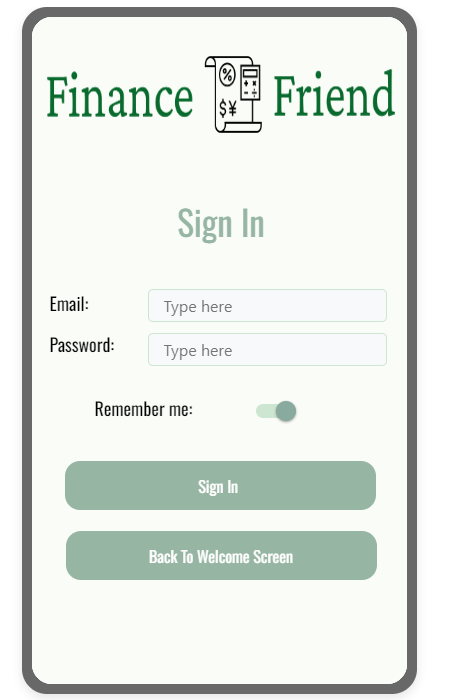 Finance Friend
%
$¥
Sign In
Email: Type here
Password: Type here
Remember me:
Sign In
Back To Welcome Screen